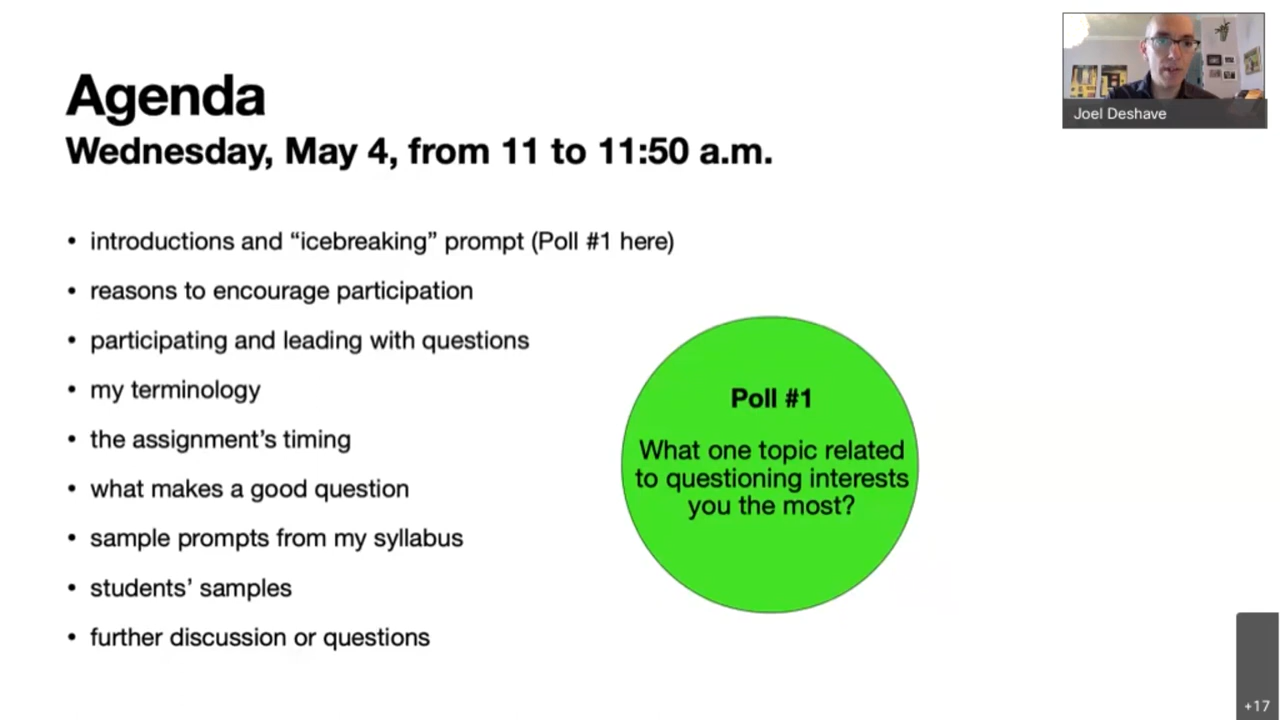 Agenda
Wednesday, May 4, from 11 to 11:50 a.m.
• introductions and “icebreaking” prompt (Poll #1 here)
• reasons to encourage participation
• participating and leading with questions
• my terminology
• the assignment’s timing
• what makes a good question
• sample prompts from my syllabus
• students’ samples
• further discussion or questions
Poll #1
What one topic related
to questioning interests
you the most?
Joel Deshave
+17